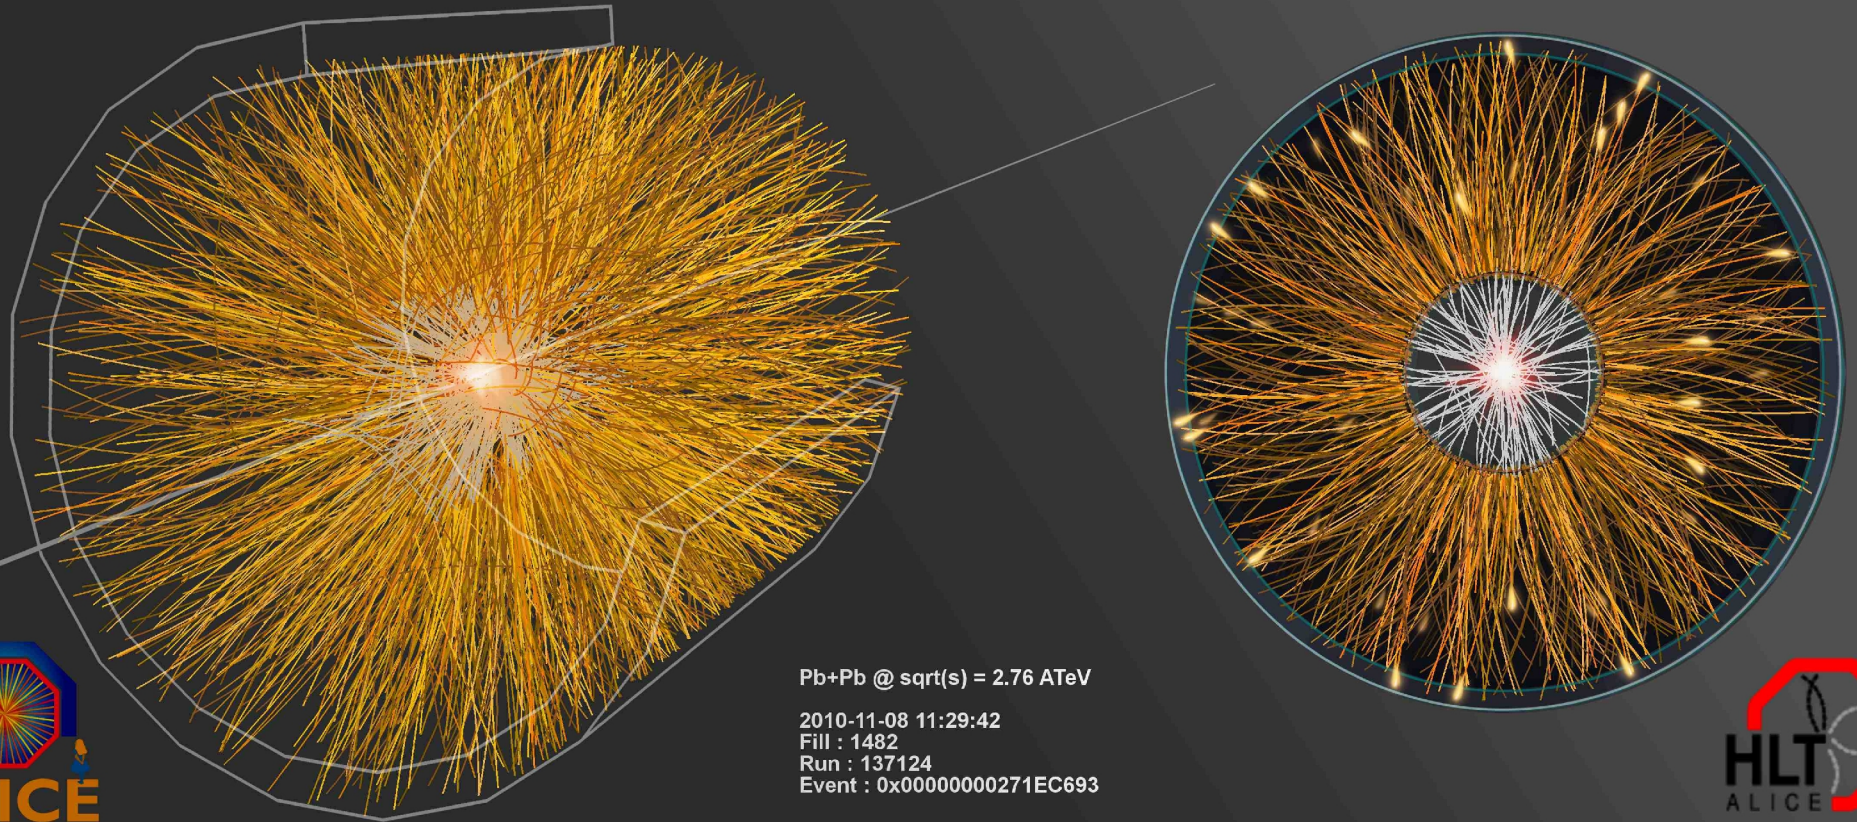 Pb+Pb @ sqrt(s) = 2.76 ATeV
2010-11-08 11:29:42
Fill : 1482
Run : 137124
Event : 0x00000000271EC693
ICE
HLT
ALICE